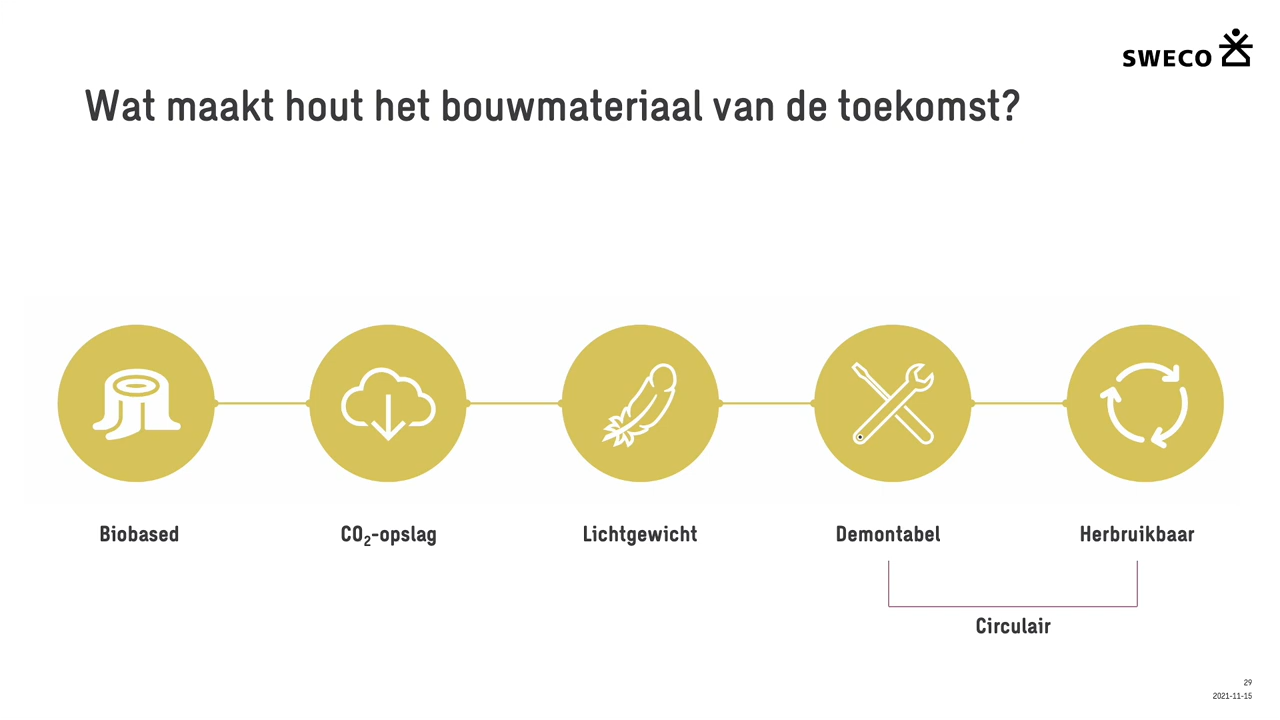 SWECO
Wat maakt hout het bouwmateriaal van de toekomst?
Biobased
CO₂-opslag
Lichtgewicht
Demontabel
Herbruikbaar
Circulair
29
2021-11-15